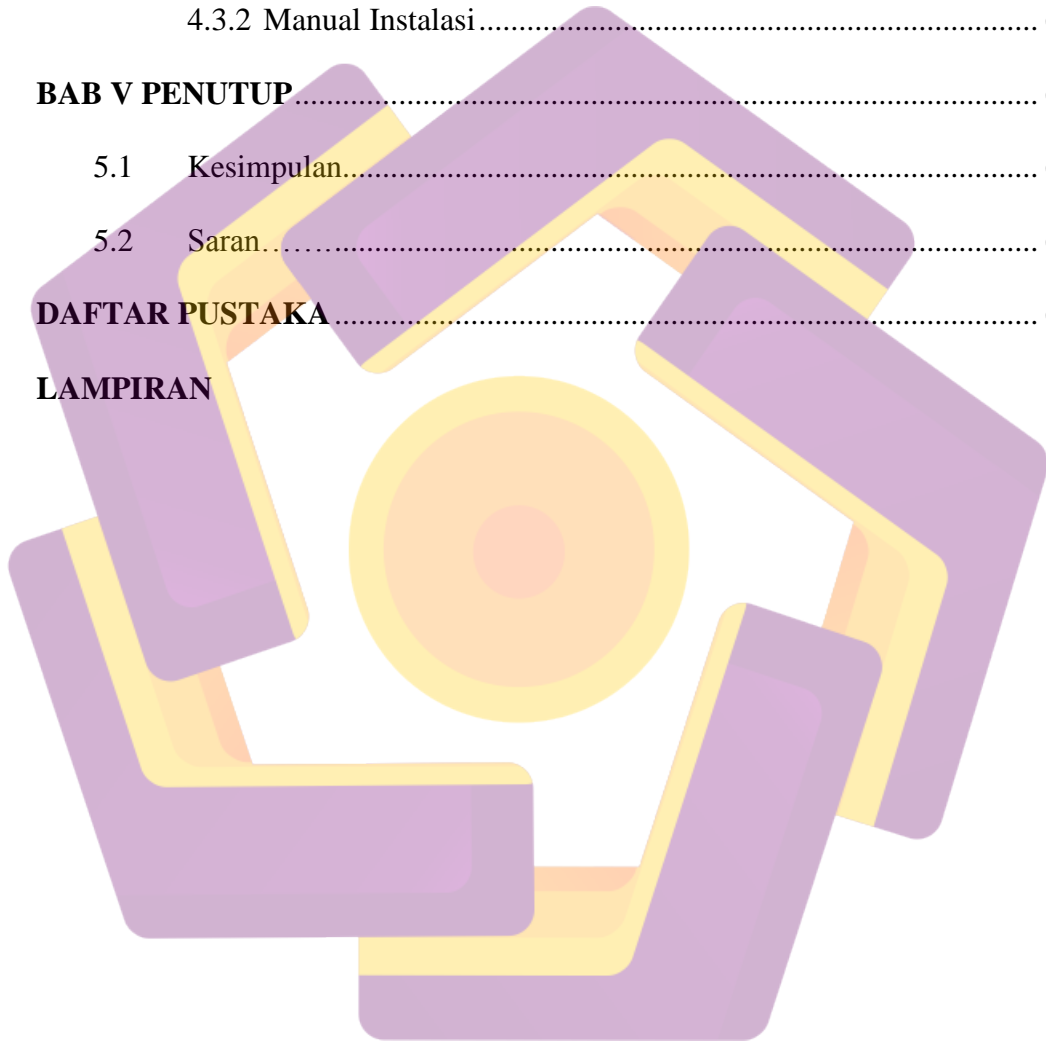 4.3.2 Manual Instalasi................................................................................
BAB V PENUTUP................................................................................
5.1 Kesimpulan................................................................................
5.2 Saran…….................................................................................
DAFTAR PUSTAKA................................................................................
LAMPIRAN